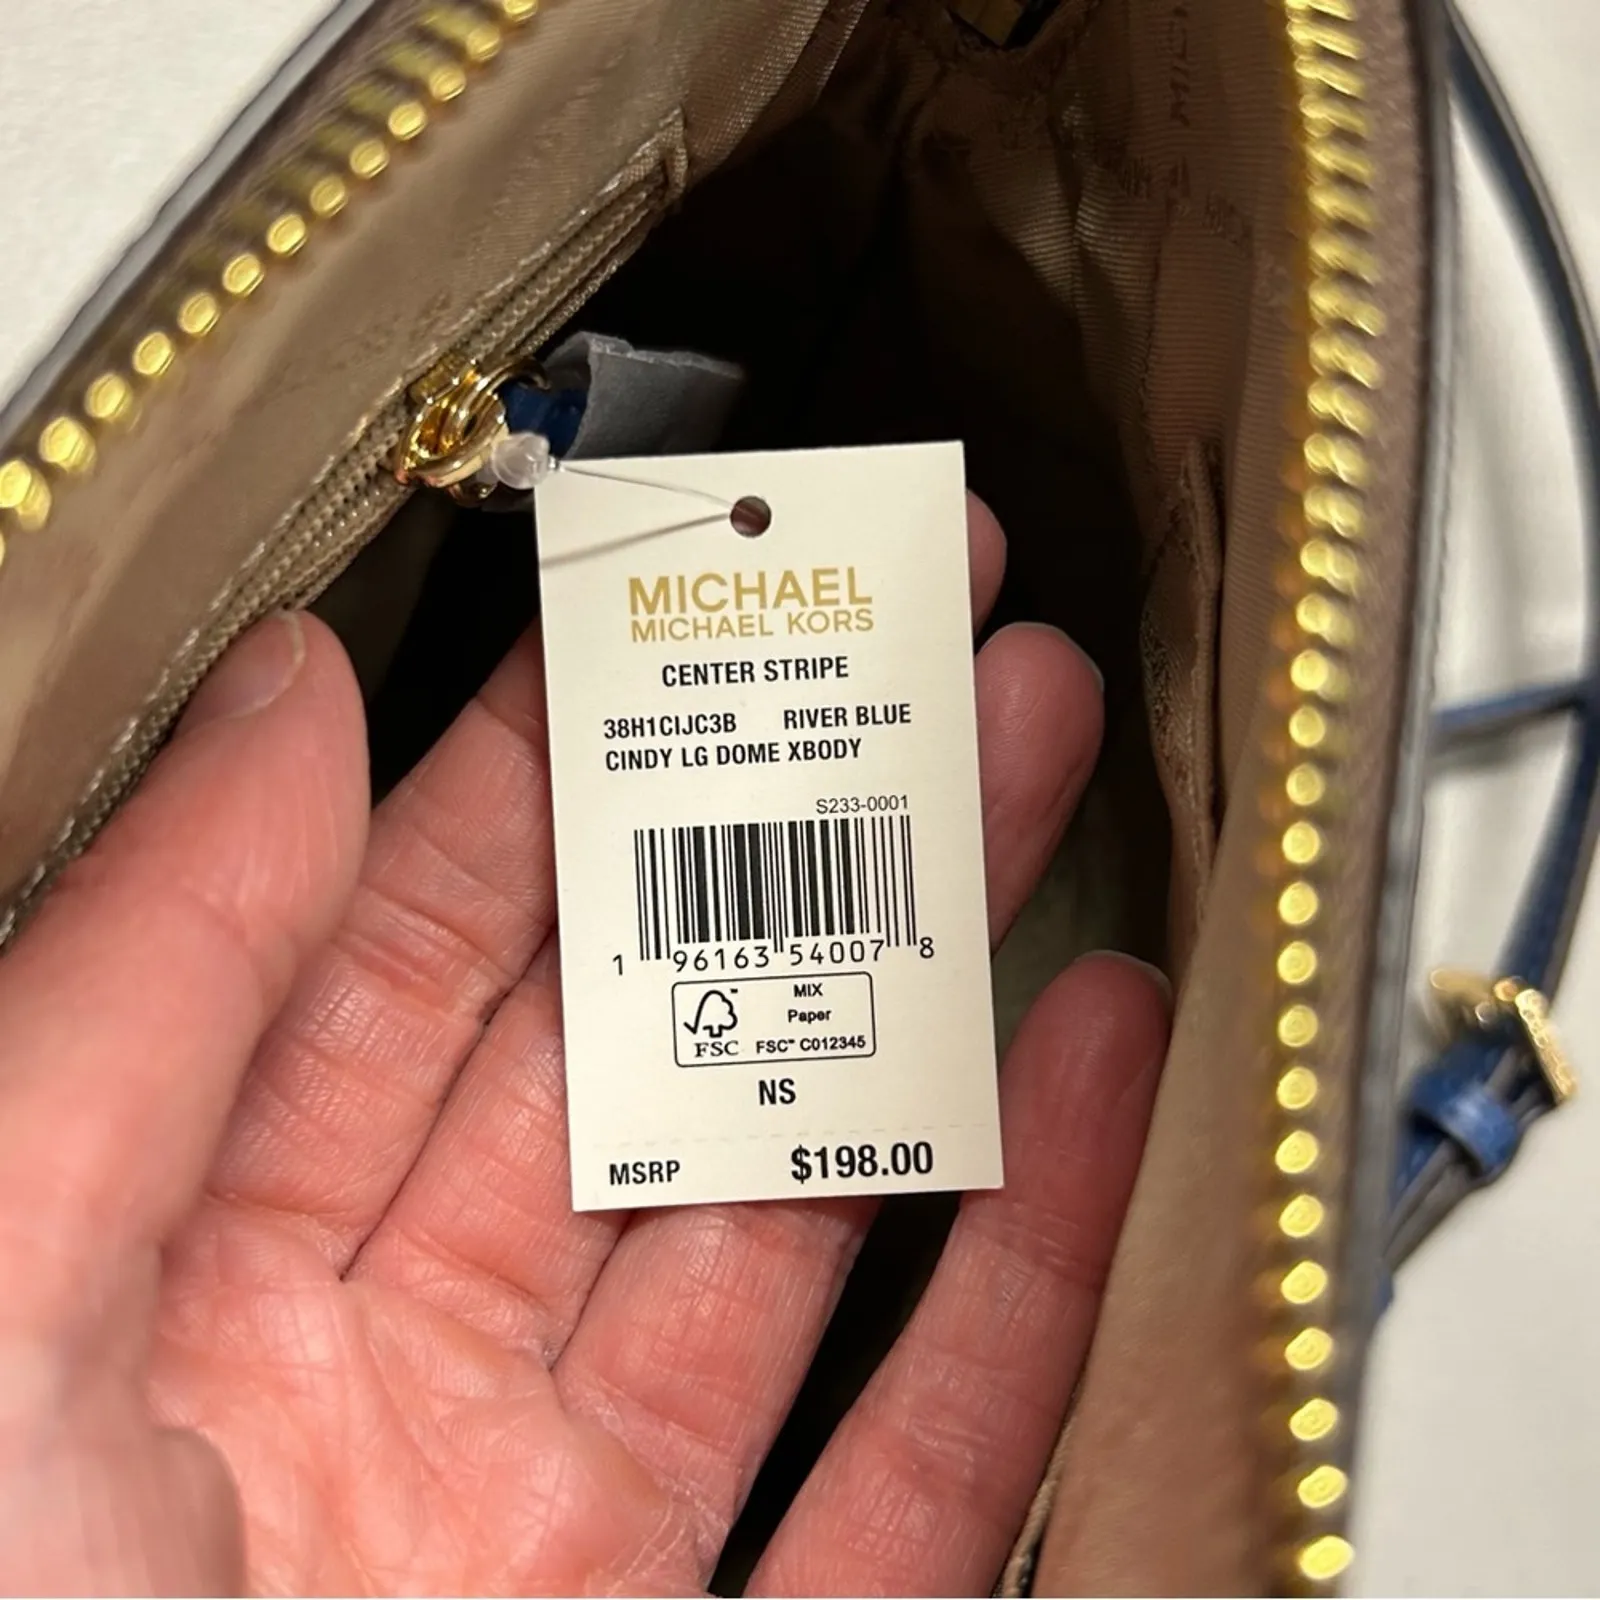 MICHAEL
MICHAEL KORS
CENTER STRIPE
38H1CIJC3B RIVER BLUE
CINDY LG DOME XBODY
S233-0001
1 96163 54007 8
MIX
Paper
FSC FSC™ C012345
NS
MSRP $198.00